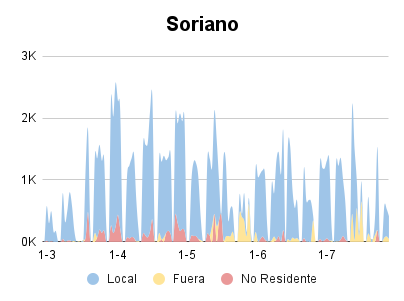 Soriano
3K
2K
1K
0K
1-3 1-4 1-5 1-6 1-7
Local Fuera No Residente